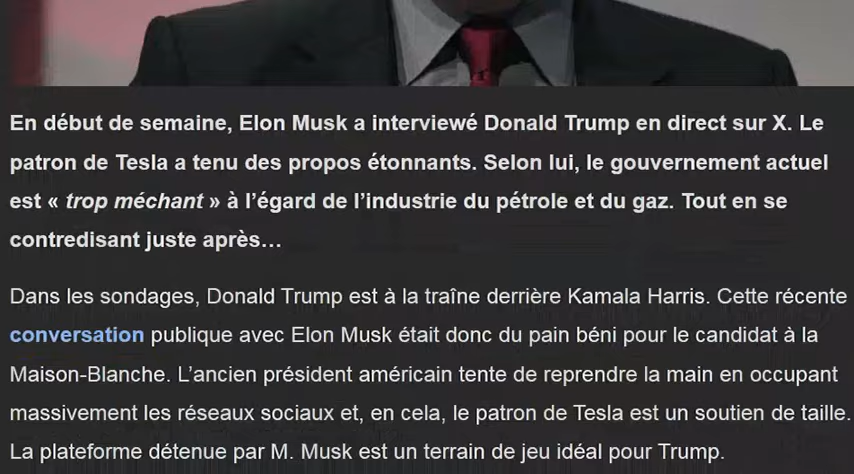 En début de semaine, Elon Musk a interviewé Donald Trump en direct sur X. Le
patron de Tesla a tenu des propos étonnants. Selon lui, le gouvernement actuel
est « trop méchant » à l’égard de l’industrie du pétrole et du gaz. Tout en se
contredisant juste après…
Dans les sondages, Donald Trump est à la traîne derrière Kamala Harris. Cette récente
conversation publique avec Elon Musk était donc du pain béni pour le candidat à la
Maison-Blanche. L’ancien président américain tente de reprendre la main en occupant
massivement les réseaux sociaux et, en cela, le patron de Tesla est un soutien de taille.
La plateforme détenue par M. Musk est un terrain de jeu idéal pour Trump.